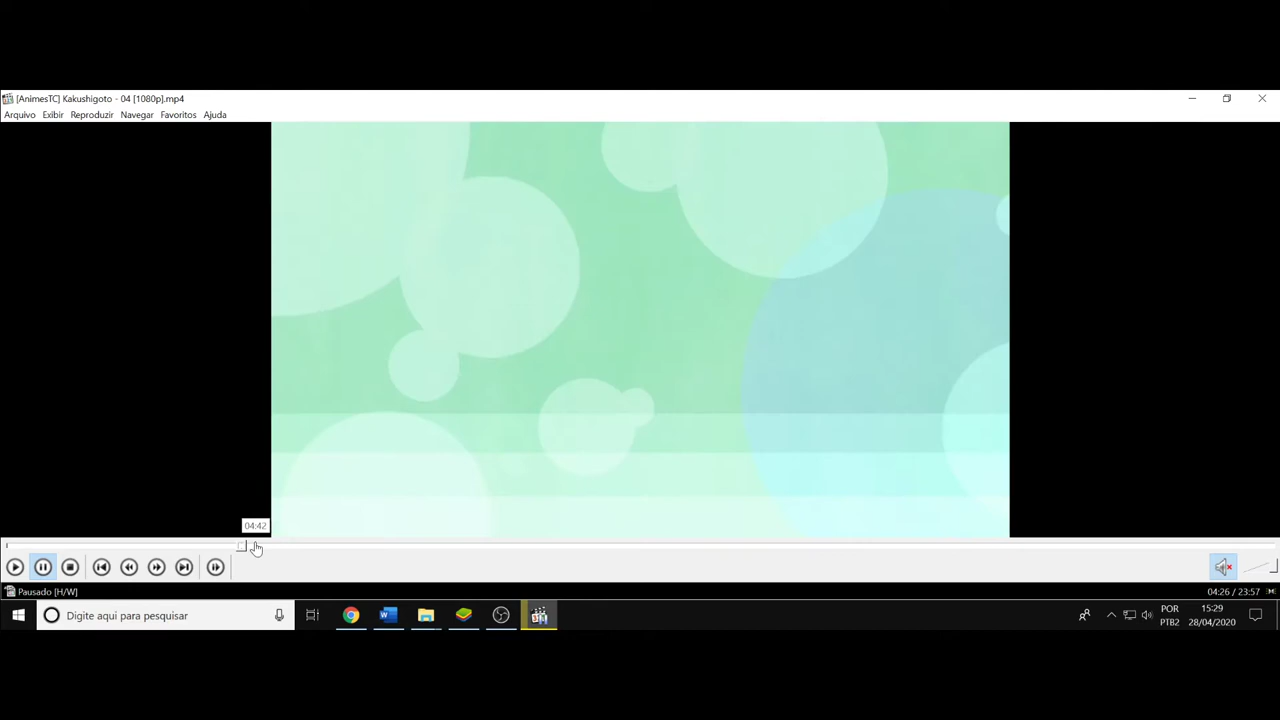 [AnimesTC] Kakushigoto - 04 [1080p].mp4
Arquivo Exibir Reproduzir Navegar Favoritos Ajuda
04:42
Pausado [H/W]
04:26 / 23:57
Digite aqui para pesquisar
POR
PTB2
15:29
28/04/2020